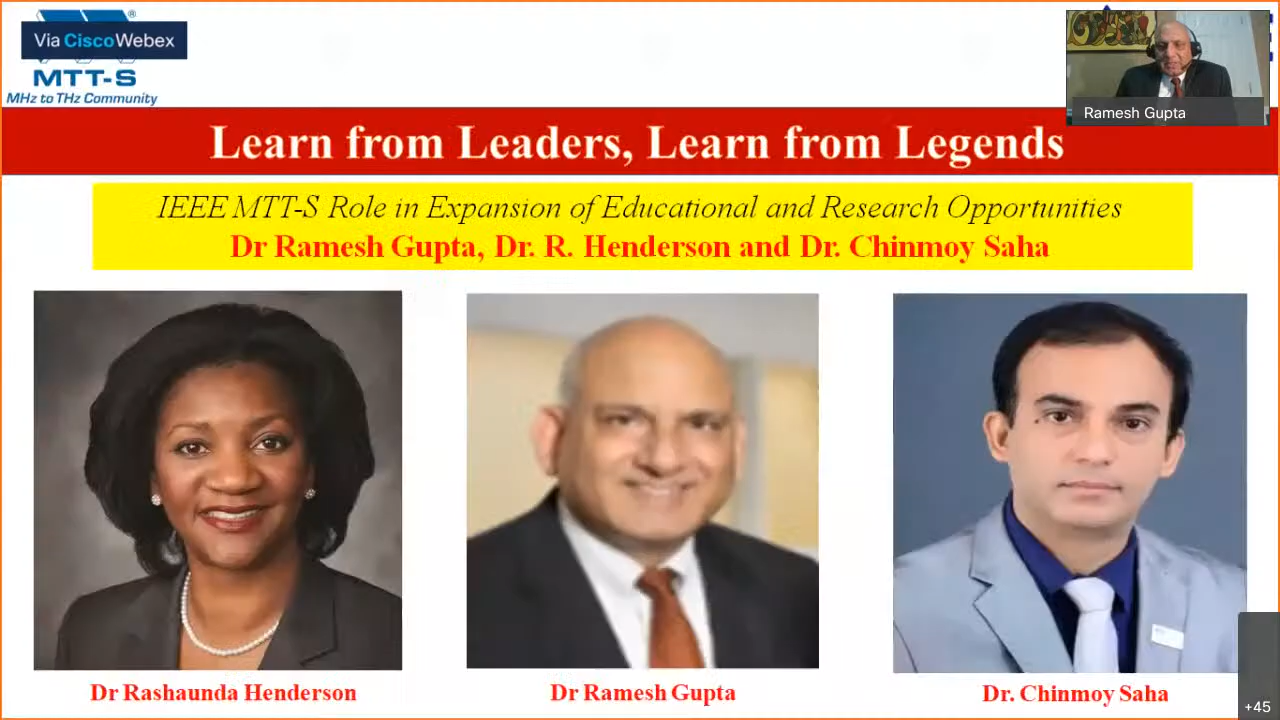 ®
Via CiscoWebex
MTT-S
MHz to THz Community
Ramesh Gupta
Learn from Leaders, Learn from Legends
IEEE MTT-S Role in Expansion of Educational and Research Opportunities
Dr Ramesh Gupta, Dr. R. Henderson and Dr. Chinmoy Saha
Dr Rashaunda Henderson
Dr Ramesh Gupta
Dr. Chinmoy Saha
+45